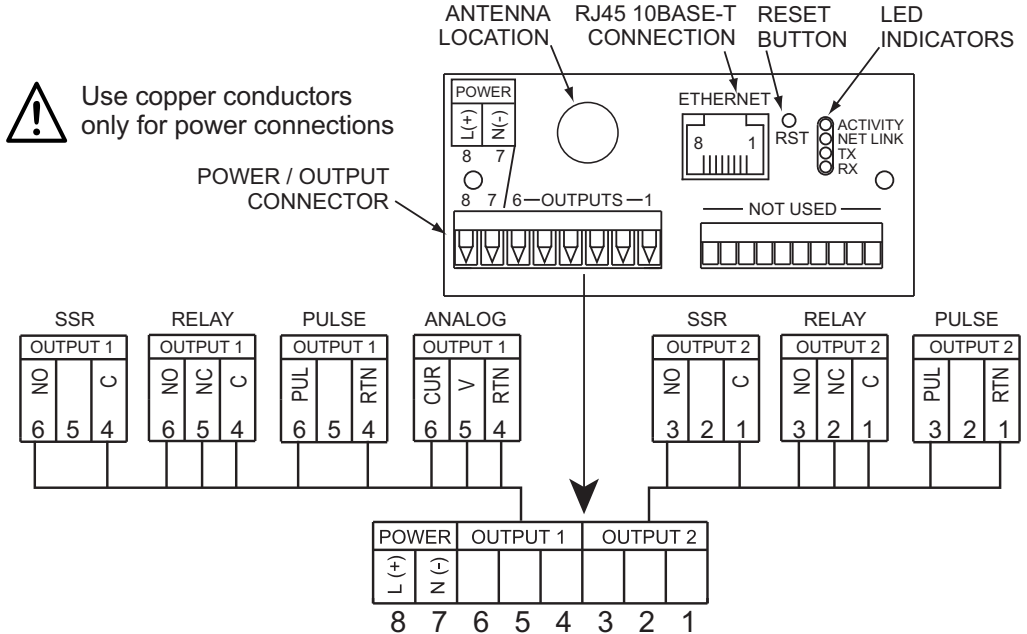 ANTENNA
LOCATION
RJ45 10BASE-T
CONNECTION
RESET
BUTTON
LED
INDICATORS
Use copper conductors
only for power connections
POWER
L(+) N(-)
8 7
ETHERNET
8 1
RST
ACTIVITY
NET LINK
TX
RX
POWER / OUTPUT
CONNECTOR
8 7 6 OUTPUTS 1
NOT USED
SSR
OUTPUT 1
NO C
6 5 4
RELAY
OUTPUT 1
NO NC C
6 5 4
PULSE
OUTPUT 1
PUL RTN
6 5 4
ANALOG
OUTPUT 1
CUR V RTN
6 5 4
SSR
OUTPUT 2
NO C
3 2 1
RELAY
OUTPUT 2
NO NC C
3 2 1
PULSE
OUTPUT 2
PUL RTN
3 2 1
POWER OUTPUT 1 OUTPUT 2
L (+) N (-)
8 7 6 5 4 3 2 1